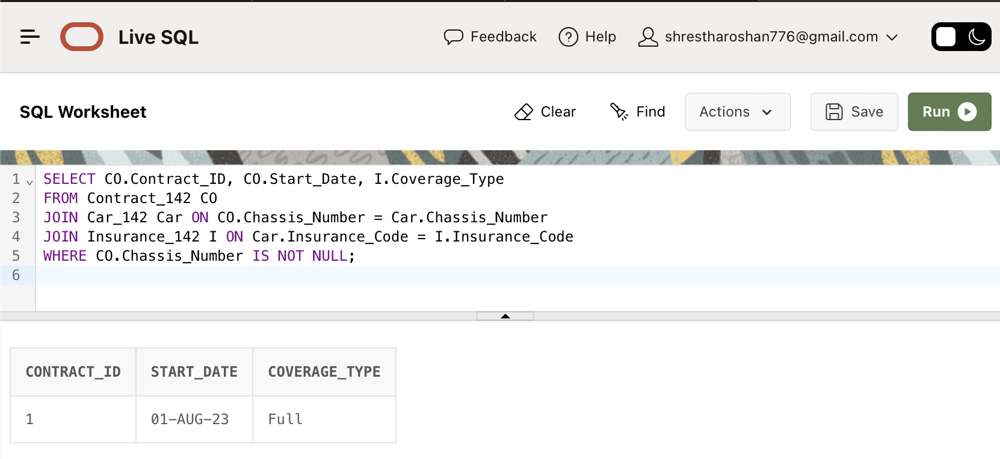 Live SQL
Feedback
Help
shrestharoshan776@gmail.com
SQL Worksheet
Clear
Find
Actions
Save
Run
1 SELECT CO.Contract_ID, CO.Start_Date, I.Coverage_Type
2 FROM Contract_142 CO
3 JOIN Car_142 Car ON CO.Chassis_Number = Car.Chassis_Number
4 JOIN Insurance_142 I ON Car.Insurance_Code = I.Insurance_Code
5 WHERE CO.Chassis_Number IS NOT NULL;
6
CONTRACT_ID START_DATE COVERAGE_TYPE
1 01-AUG-23 Full